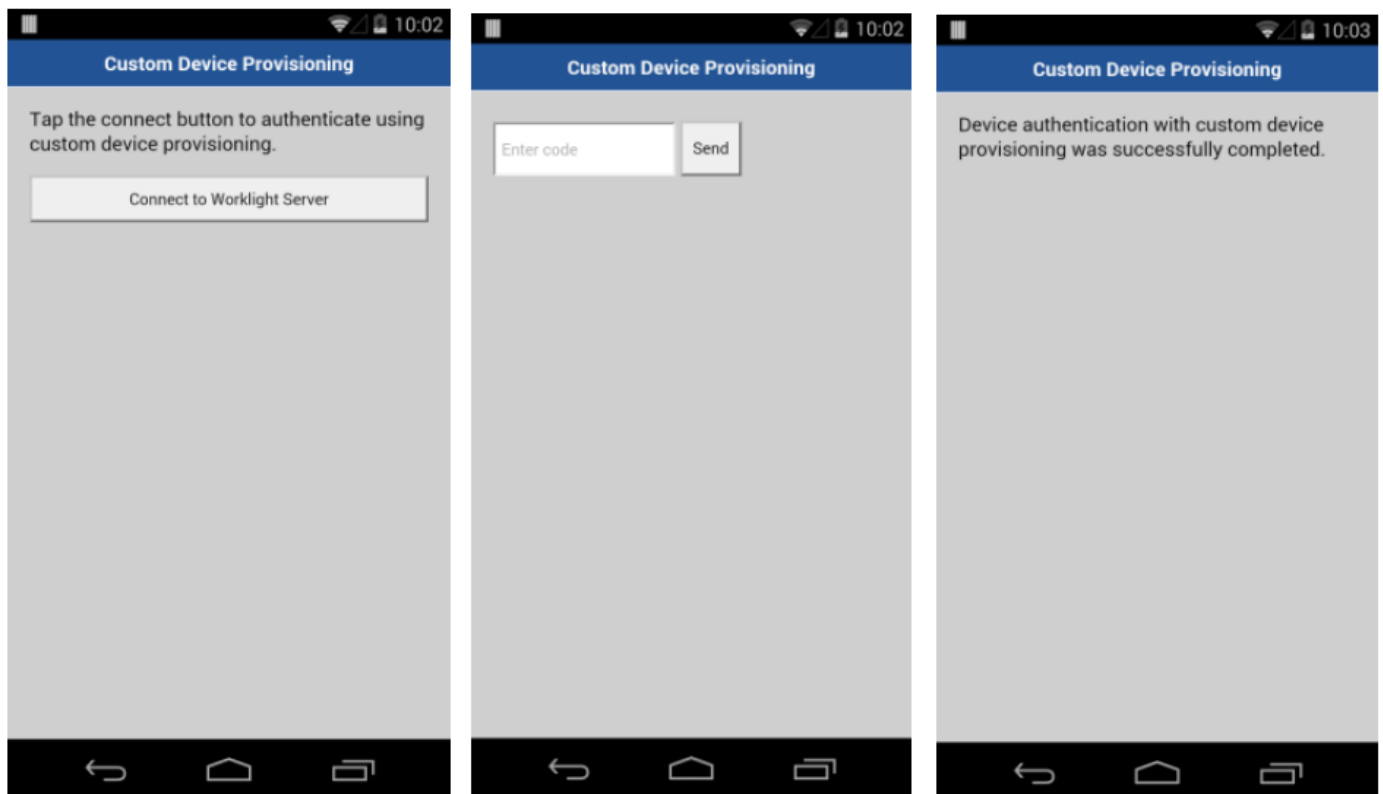 10:02
Custom Device Provisioning
Tap the connect button to authenticate using
custom device provisioning.
Connect to Worklight Server
10:02
Custom Device Provisioning
Enter code
Send
10:03
Custom Device Provisioning
Device authentication with custom device
provisioning was successfully completed.